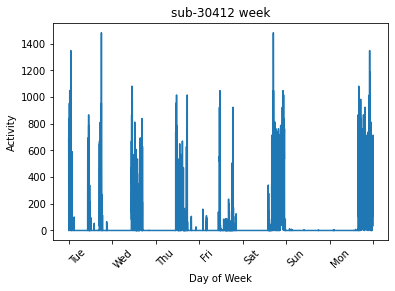 sub-30412 week
1400
1200
1000
800
600
400
200
0
Activity
Tue
Wed
Thu
Fri
Sat
Sun
Mon
Day of Week